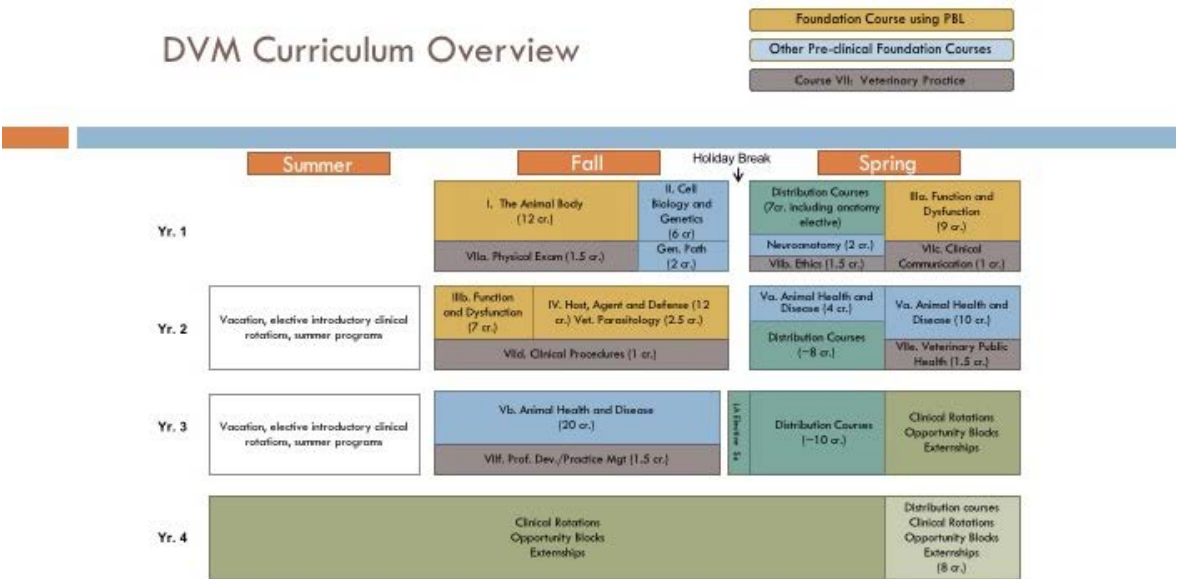 DVM Curriculum Overview
Foundation Course using PBL
Other Pre-clinical Foundation Courses
Course VII: Veterinary Practice
Summer
Fall
Holiday Break
Spring
Yr. 1
I. The Animal Body
(12 cr.)
VIIa. Physical Exam (1.5 cr.)
II. Cell
Biology and
Genetics
(6 cr)
Gen. Path
(2 cr.)
Distribution Courses
(7cr. including anatomy
elective)
Neuroanatomy (2 cr.)
VIIb. Ethics (1.5 cr.)
IIIa. Function and
Dysfunction
(9 cr.)
VIIc. Clinical
Communication (1 cr.)
Yr. 2
Vacation, elective introductory clinical
rotations, summer programs
IIIb. Function
and Dysfunction
(7 cr.)
IV. Host, Agent and Defense (12
cr.) Vet. Parasitology (2.5 cr.)
VIId. Clinical Procedures (1 cr.)
Va. Animal Health and
Disease (4 cr.)
Distribution Courses
(~8 cr.)
Va. Animal Health and
Disease (10 cr.)
VIIe. Veterinary Public
Health (1.5 cr.)
Yr. 3
Vacation, elective introductory clinical
rotations, summer programs
Vb. Animal Health and Disease
(20 cr.)
VIIf. Prof. Dev./Practice Mgt (1.5 cr.)
LA Elective
Distribution Courses
(~10 cr.)
Clinical Rotations
Opportunity Blocks
Externships
Yr. 4
Clinical Rotations
Opportunity Blocks
Externships
Distribution courses
Clinical Rotations
Opportunity Blocks
Externships
(8 cr.)